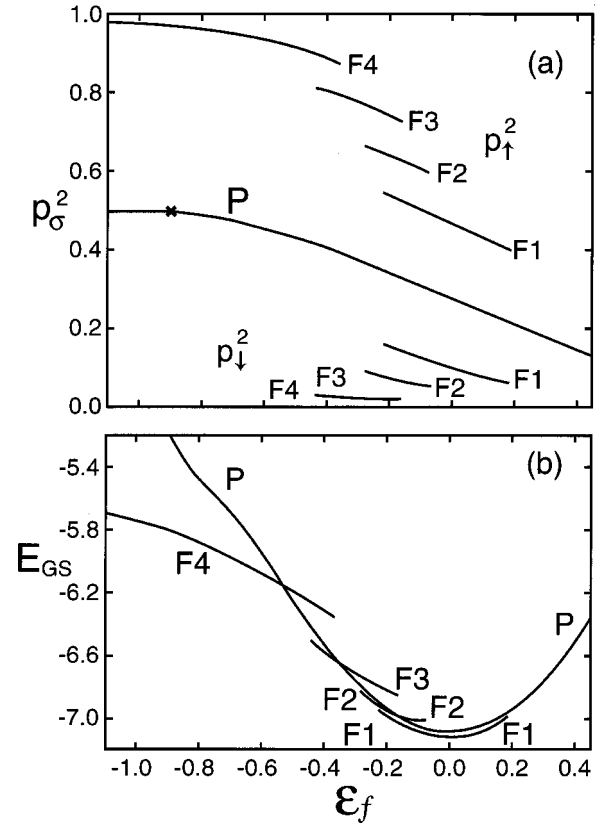 1.0
F4
(a)
0.8
F3
p↑²
0.6
F2
P
0.4
F1
pσ²
0.2
p↓²
F4
F3
F2
F1
0.0
(b)
-5.4
P
-5.8
E_GS
F4
-6.2
P
-6.6
F3
F2
F2
-7.0
F1
F1
-1.0 -0.8 -0.6 -0.4 -0.2 0.0 0.2 0.4
ε_f